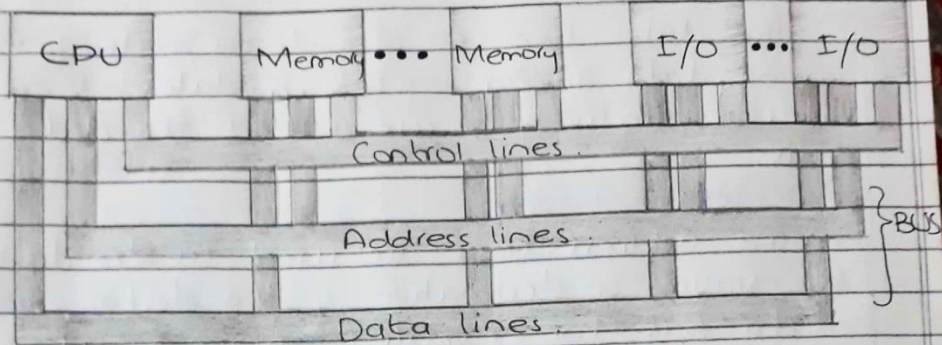 CPU Memory ••• Memory I/O ••• I/O
Control lines.
Address lines.
BUS
Data lines.